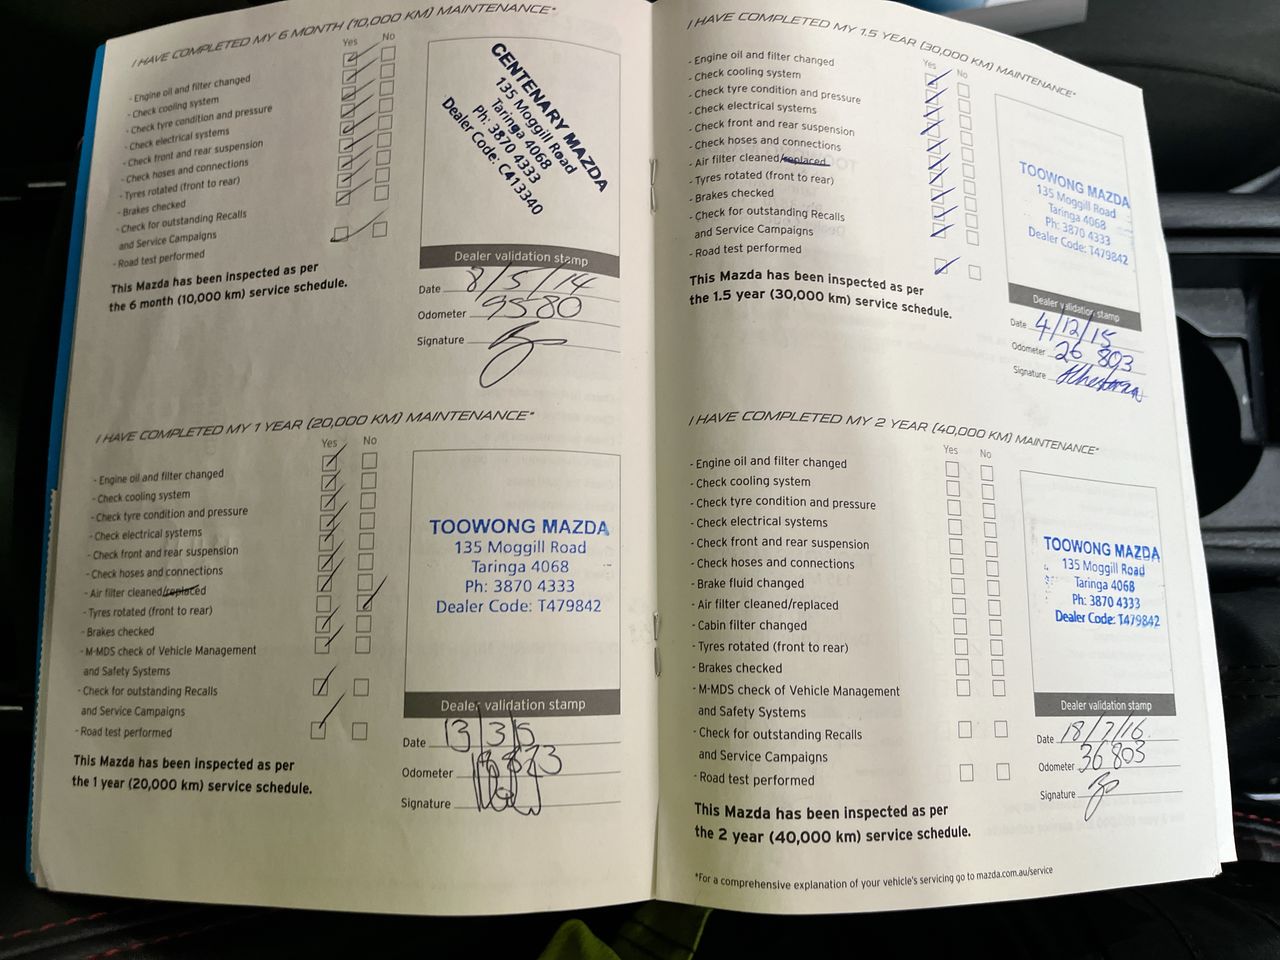 I HAVE COMPLETED MY 6 MONTH (10,000 KM) MAINTENANCE*
Yes No
- Engine oil and filter changed
- Check cooling system
- Check tyre condition and pressure
- Check electrical systems
- Check front and rear suspension
- Check hoses and connections
- Tyres rotated (front to rear)
- Brakes checked
- Check for outstanding Recalls
and Service Campaigns
- Road test performed
This Mazda has been inspected as per
the 6 month (10,000 km) service schedule.
CENTENARY MAZDA
135 Moggill Road
Taringa 4068
Ph: 3870 4333
Dealer Code: C413340
Dealer validation stamp
Date 8/5/14
Odometer 9580
Signature
I HAVE COMPLETED MY 1 YEAR (20,000 KM) MAINTENANCE*
Yes No
- Engine oil and filter changed
- Check cooling system
- Check tyre condition and pressure
- Check electrical systems
- Check front and rear suspension
- Check hoses and connections
- Air filter cleaned/replaced
- Tyres rotated (front to rear)
- Brakes checked
- M-MDS check of Vehicle Management
and Safety Systems
- Check for outstanding Recalls
and Service Campaigns
- Road test performed
This Mazda has been inspected as per
the 1 year (20,000 km) service schedule.
TOOWONG MAZDA
135 Moggill Road
Taringa 4068
Ph: 3870 4333
Dealer Code: T479842
Dealer validation stamp
Date 13/3/15
Odometer
Signature
I HAVE COMPLETED MY 1.5 YEAR (30,000 KM) MAINTENANCE*
Yes No
- Engine oil and filter changed
- Check cooling system
- Check tyre condition and pressure
- Check electrical systems
- Check front and rear suspension
- Check hoses and connections
- Air filter cleaned/replaced
- Tyres rotated (front to rear)
- Brakes checked
- Check for outstanding Recalls
and Service Campaigns
- Road test performed
This Mazda has been inspected as per
the 1.5 year (30,000 km) service schedule.
TOOWONG MAZDA
135 Moggill Road
Taringa 4068
Ph: 3870 4333
Dealer Code: T479842
Dealer validation stamp
Date 4/12/15
Odometer 26 803
Signature
I HAVE COMPLETED MY 2 YEAR (40,000 KM) MAINTENANCE*
Yes No
- Engine oil and filter changed
- Check cooling system
- Check tyre condition and pressure
- Check electrical systems
- Check front and rear suspension
- Check hoses and connections
- Brake fluid changed
- Air filter cleaned/replaced
- Cabin filter changed
- Tyres rotated (front to rear)
- Brakes checked
- M-MDS check of Vehicle Management
and Safety Systems
- Check for outstanding Recalls
and Service Campaigns
- Road test performed
This Mazda has been inspected as per
the 2 year (40,000 km) service schedule.
TOOWONG MAZDA
135 Moggill Road
Taringa 4068
Ph: 3870 4333
Dealer Code: T479842
Dealer validation stamp
Date 18/7/16
Odometer 36 803
Signature
*For a comprehensive explanation of your vehicle's servicing go to mazda.com.au/service